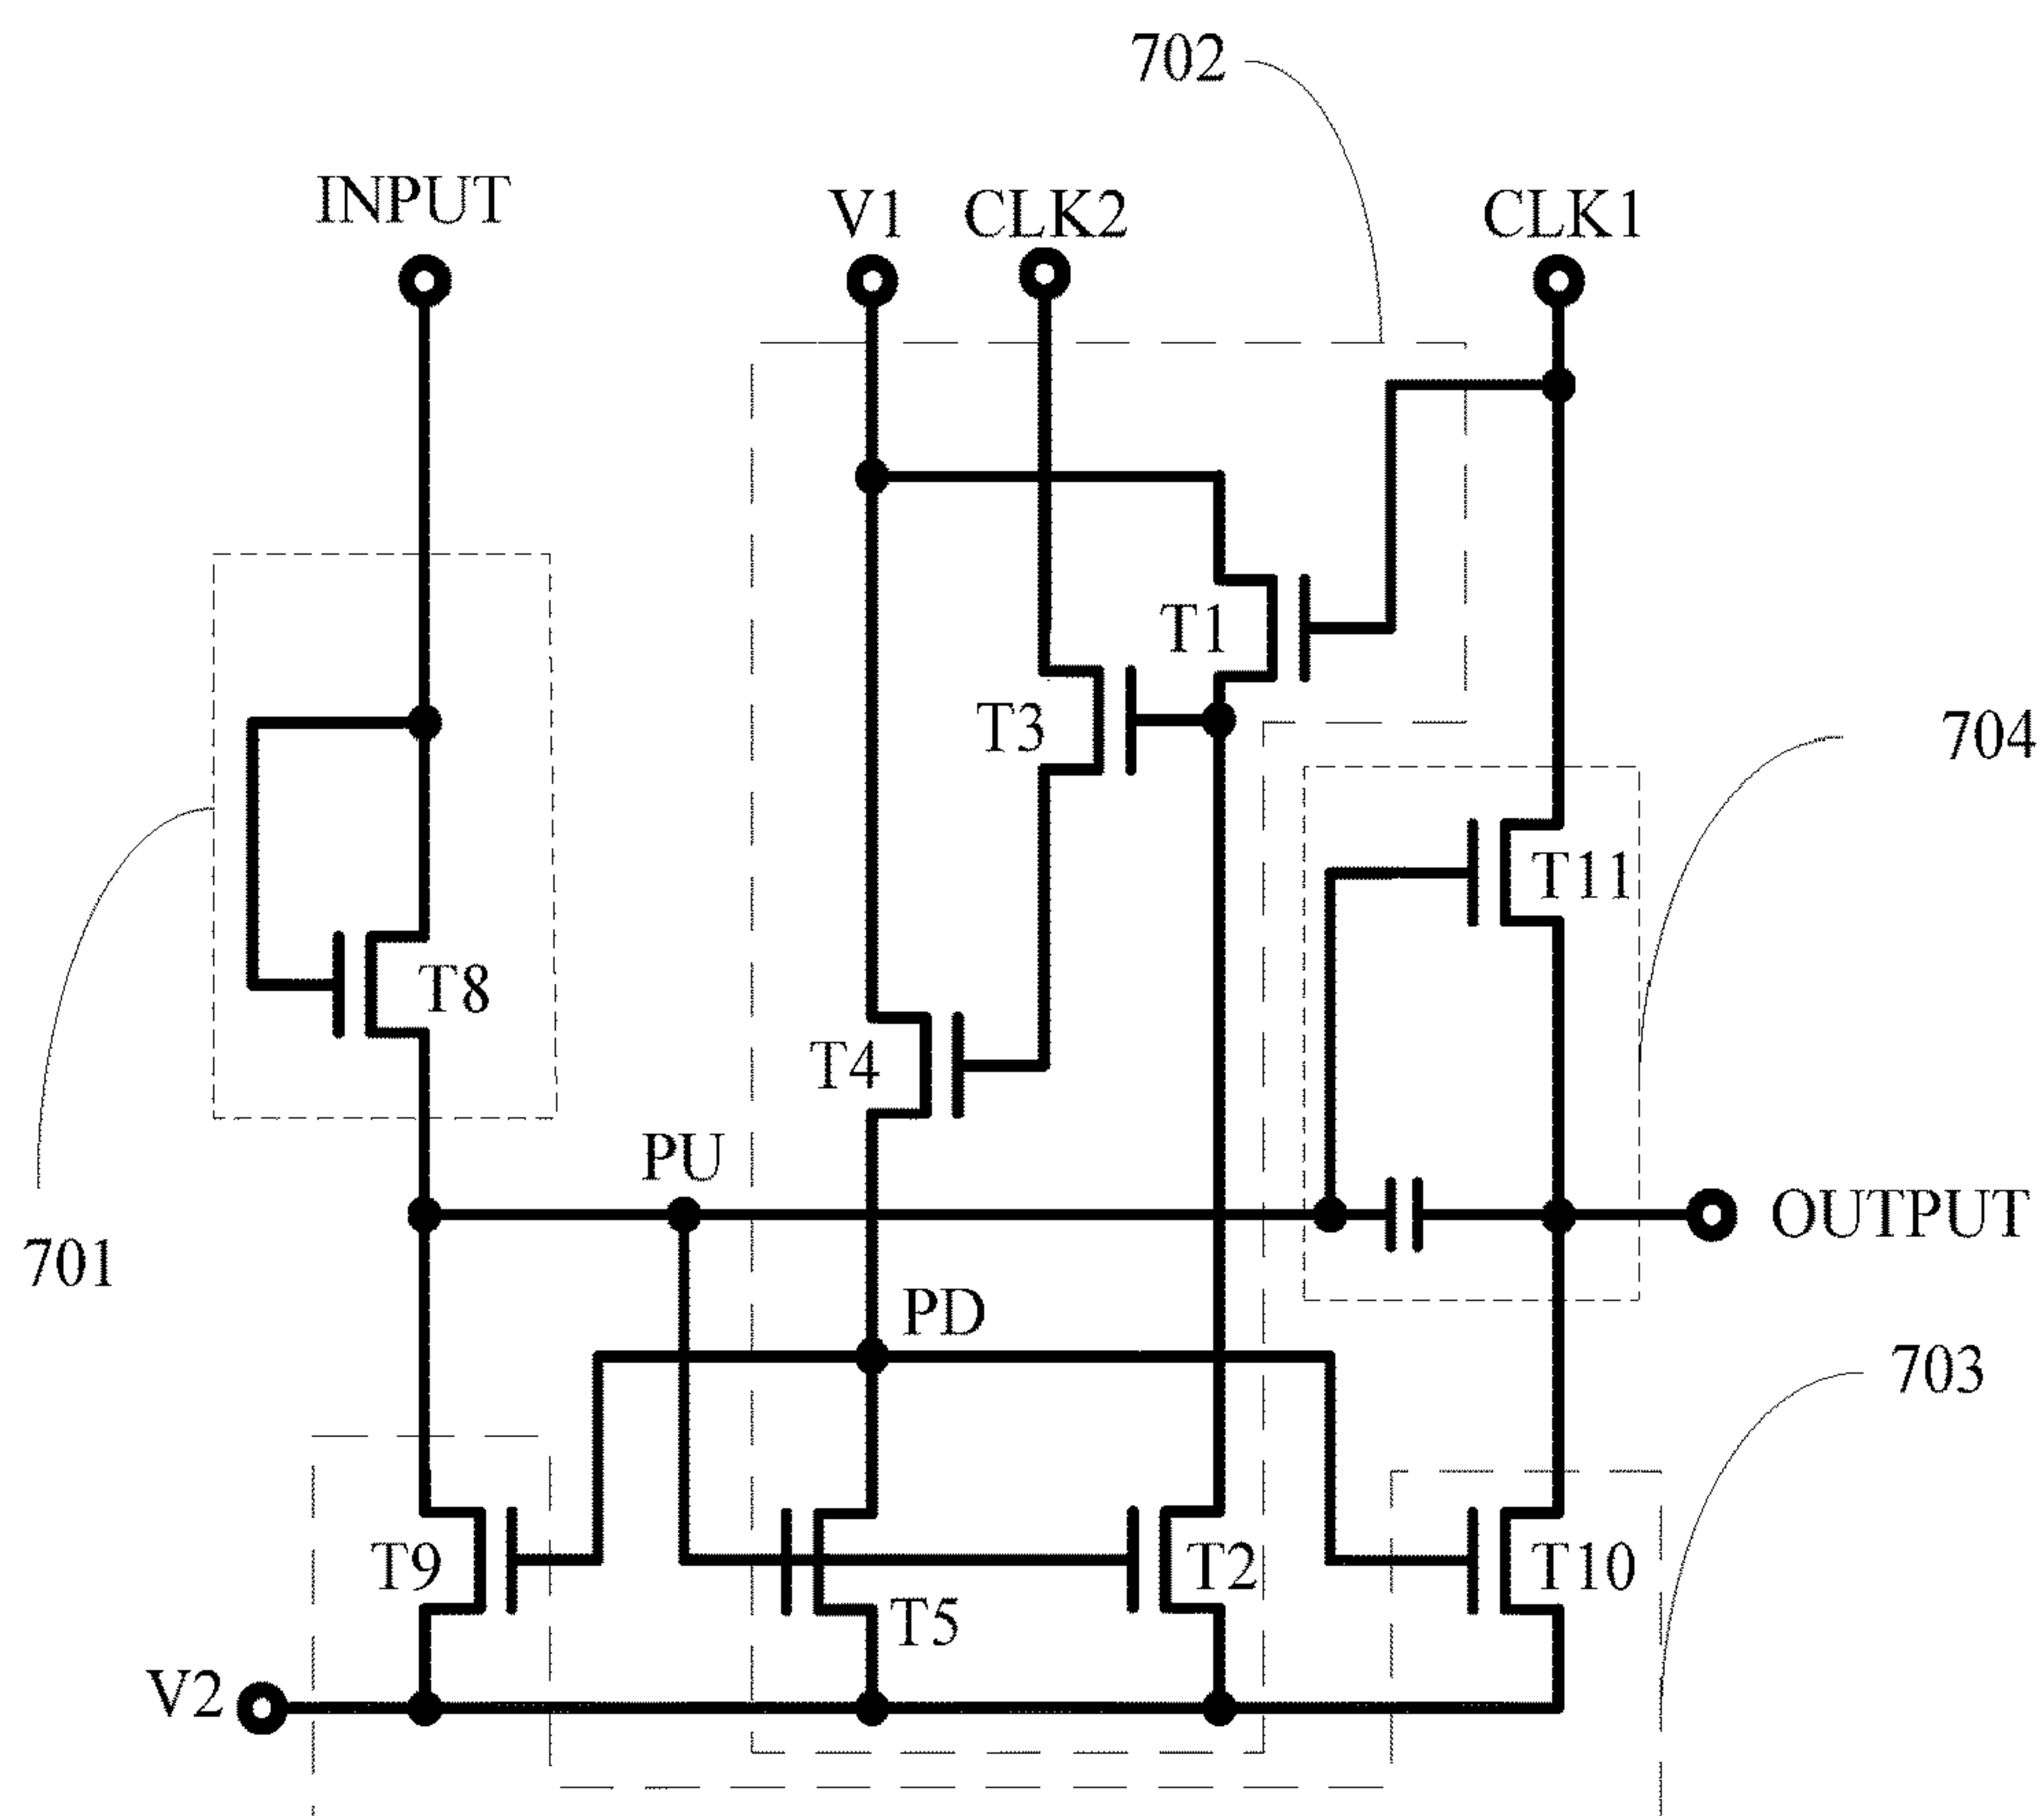 702
INPUT
V1
CLK2
CLK1
T1
T3
704
T11
T8
T4
PU
OUTPUT
701
PD
703
T9
T2
T10
T5
V2